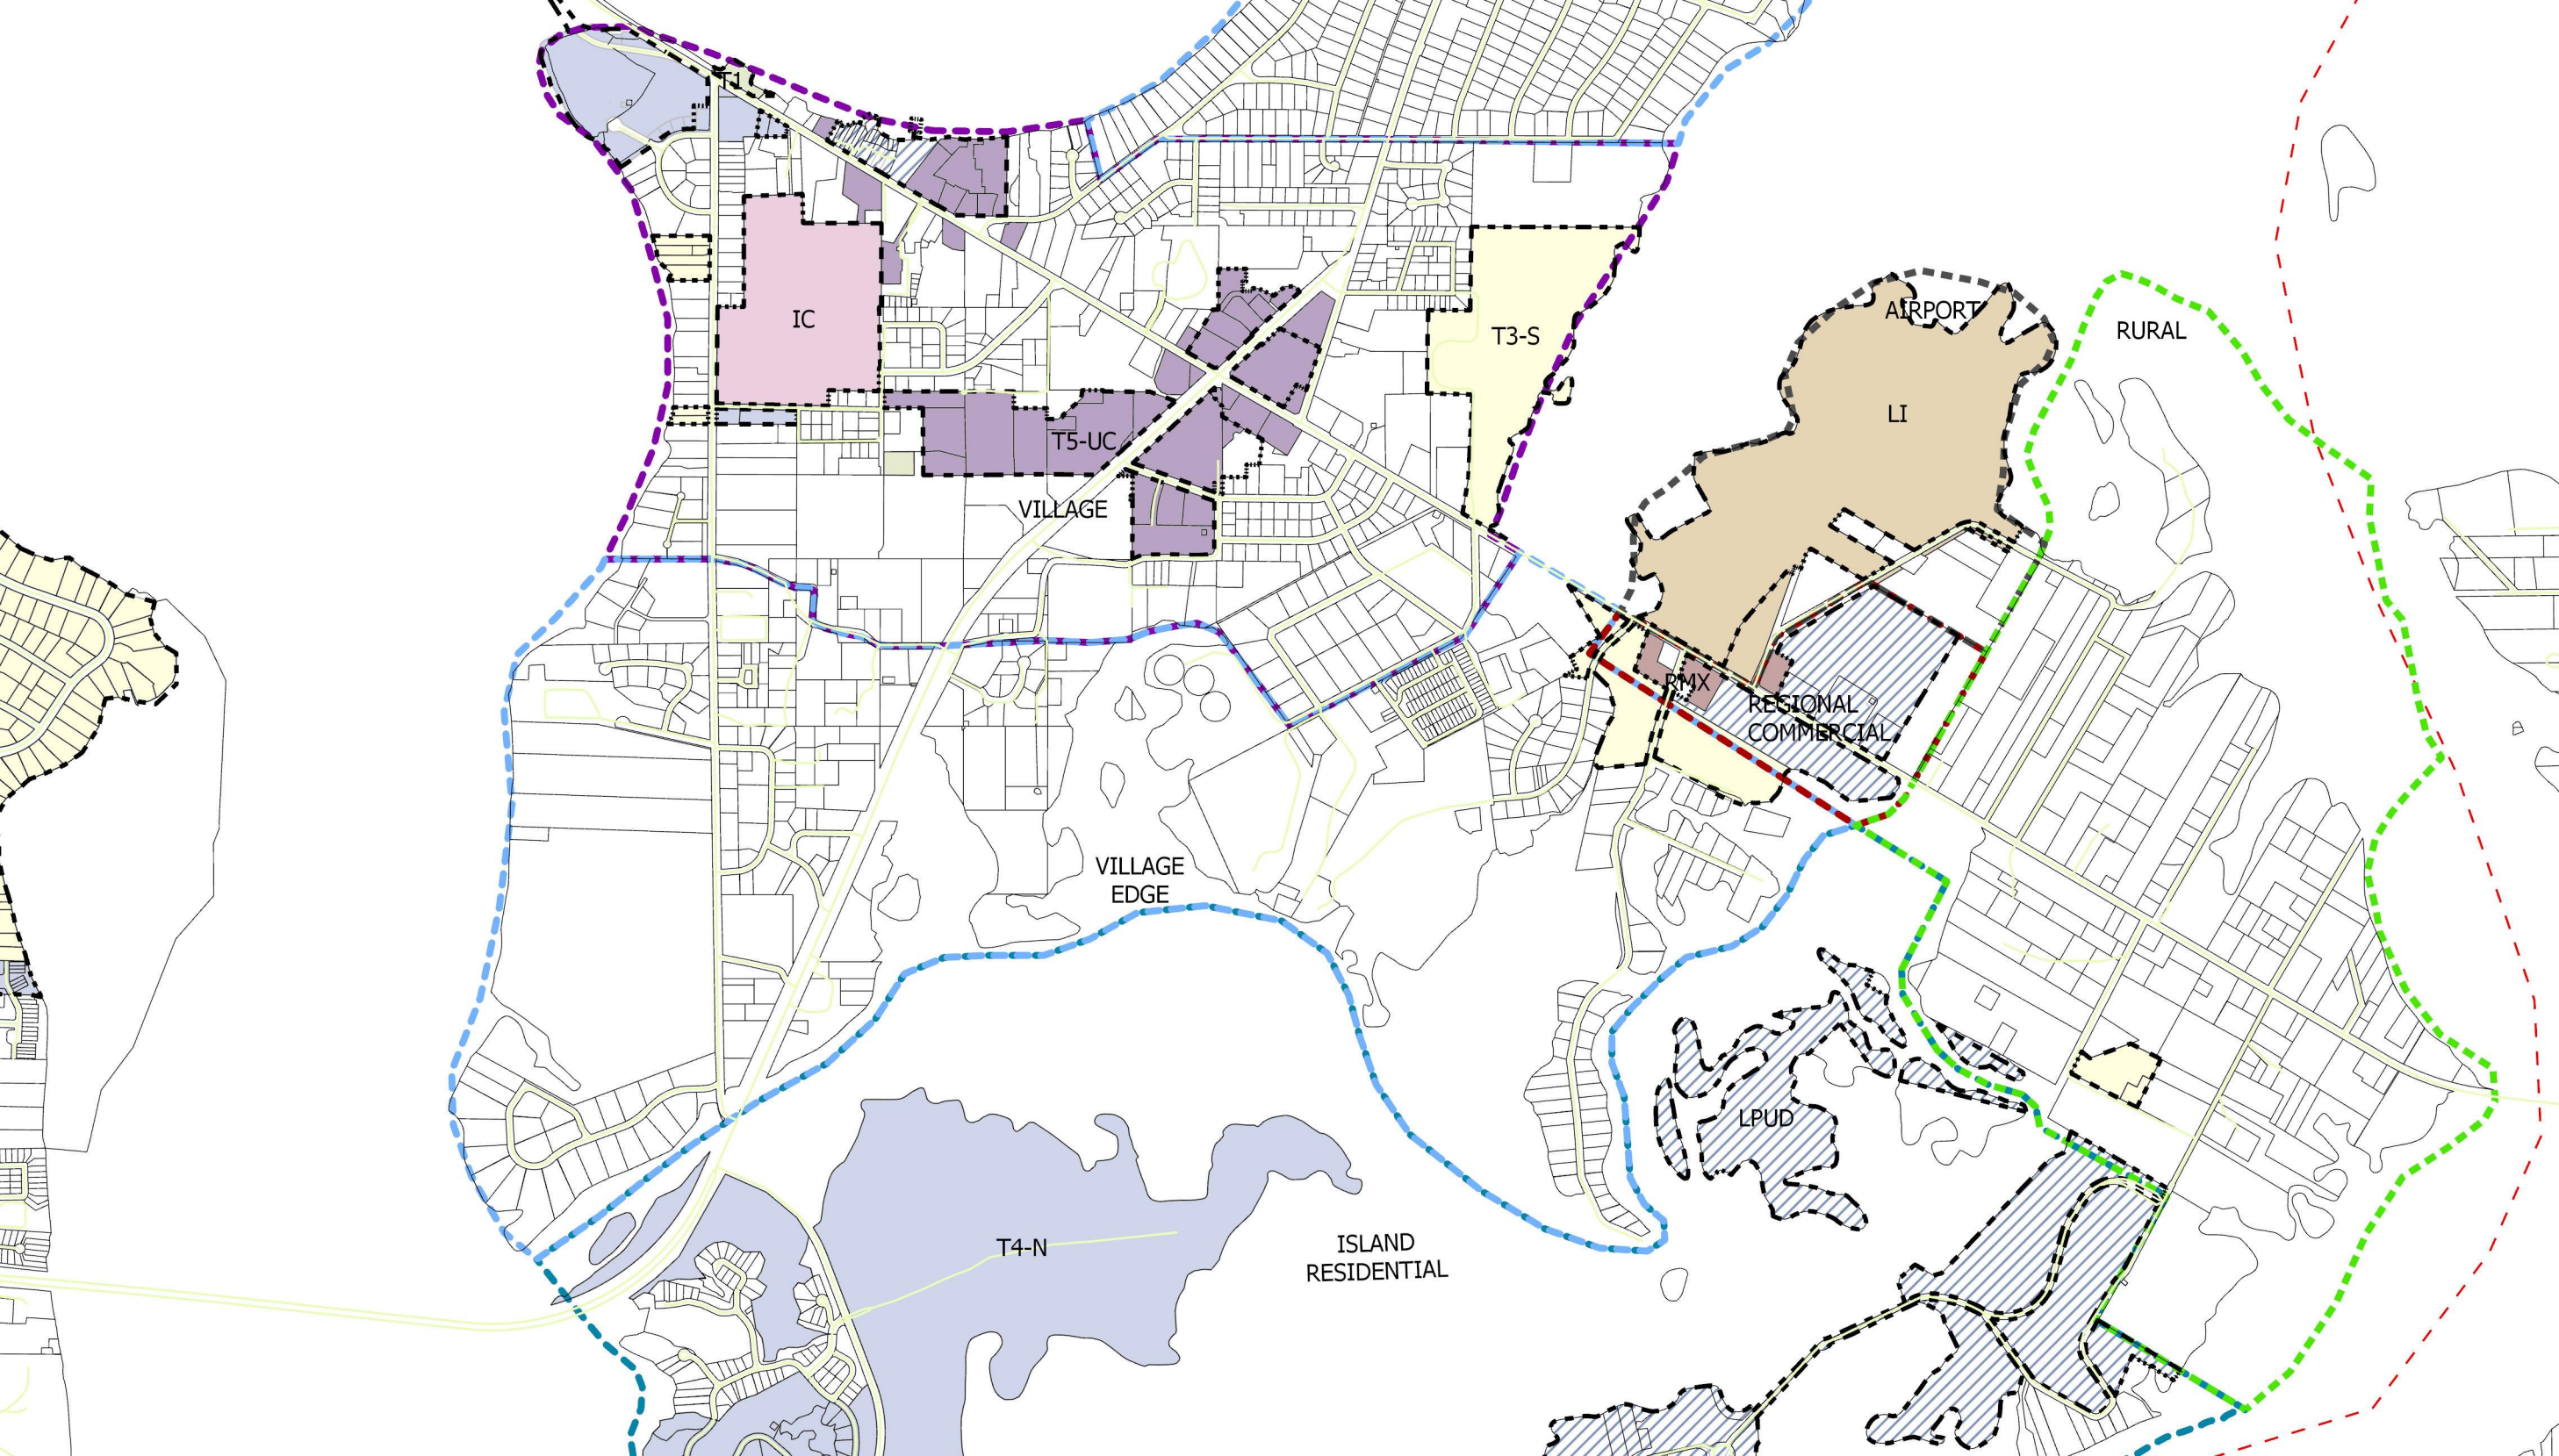 T1
AIRPORT
IC
RURAL
T3-S
LI
T5-UC
VILLAGE
RMX
REGIONAL
COMMERCIAL
VILLAGE
EDGE
LPUD
T4-N
ISLAND
RESIDENTIAL